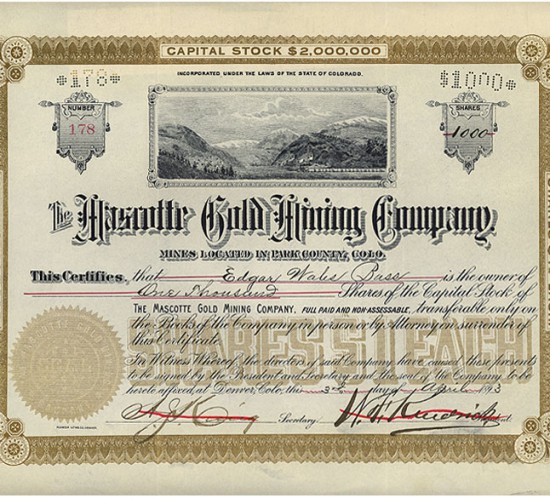 CAPITAL STOCK $2,000,000
INCORPORATED UNDER THE LAWS OF THE STATE OF COLORADO.
*178* $1000*
NUMBER SHARES
178 1000
The Mascotte Gold Mining Company.
MINES LOCATED IN PARK COUNTY, COLO.
This Certifies, that Edgar Wales Bass is the owner of
One Thousand Shares of the Capital Stock of
THE MASCOTTE GOLD MINING COMPANY, FULL PAID AND NON-ASSESSABLE, transferable only on
the Books of the Company in person or by Attorney on surrender of
this Certificate.
SHARES $1 EACH
In Witness Whereof the directors of said Company have caused these presents
to be signed by the President and Secretary and the seal of the Company to be
hereto affixed, at Denver, Colo., the 3rd day of April
Secretary.